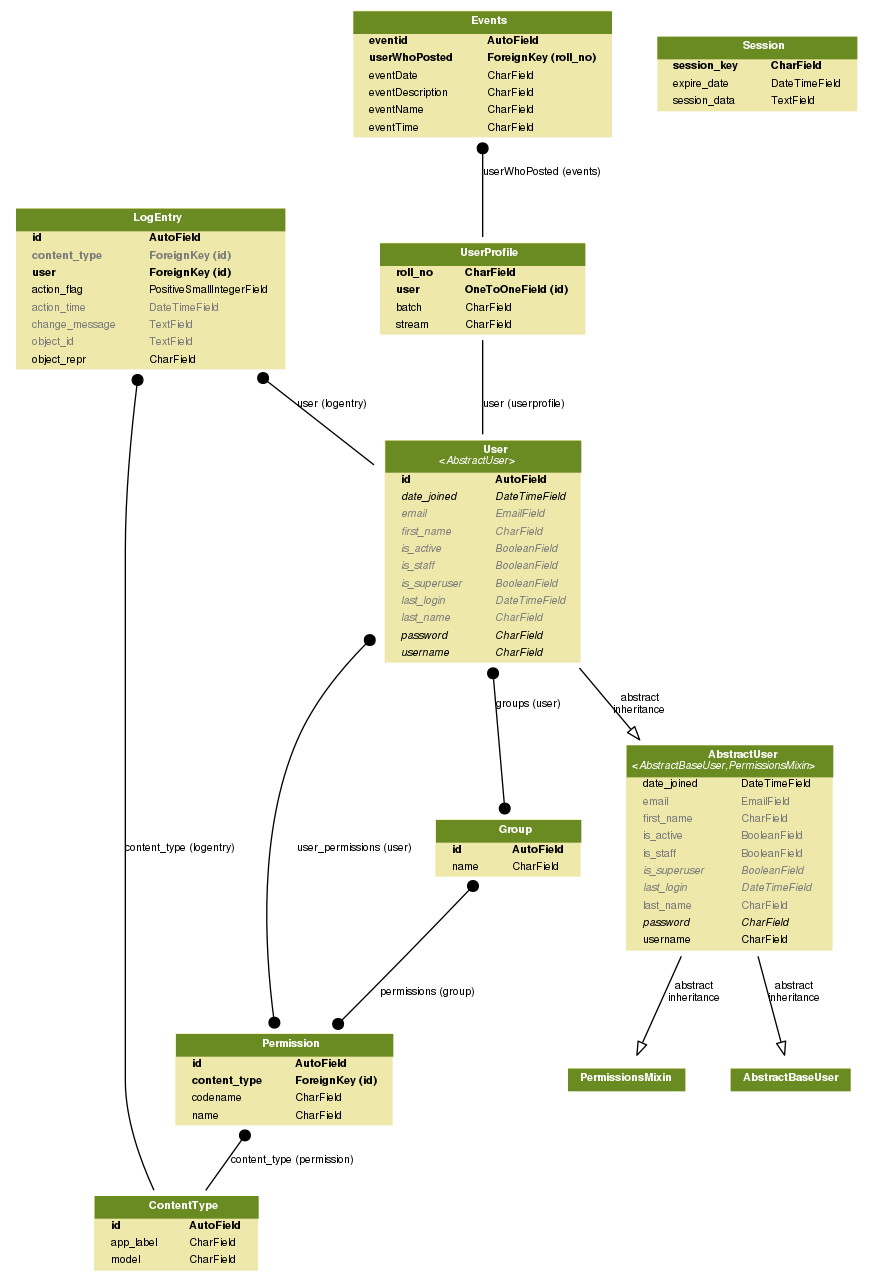 Events
eventid AutoField
userWhoPosted ForeignKey (roll_no)
eventDate CharField
eventDescription CharField
eventName CharField
eventTime CharField
Session
session_key CharField
expire_date DateTimeField
session_data TextField
userWhoPosted (events)
LogEntry
id AutoField
content_type ForeignKey (id)
user ForeignKey (id)
action_flag PositiveSmallIntegerField
action_time DateTimeField
change_message TextField
object_id TextField
object_repr CharField
UserProfile
roll_no CharField
user OneToOneField (id)
batch CharField
stream CharField
user (logentry)
user (userprofile)
User
<AbstractUser>
id AutoField
date_joined DateTimeField
email EmailField
first_name CharField
is_active BooleanField
is_staff BooleanField
is_superuser BooleanField
last_login DateTimeField
last_name CharField
password CharField
username CharField
groups (user)
abstract
inheritance
AbstractUser
<AbstractBaseUser,PermissionsMixin>
date_joined DateTimeField
email EmailField
first_name CharField
is_active BooleanField
is_staff BooleanField
is_superuser BooleanField
last_login DateTimeField
last_name CharField
password CharField
username CharField
Group
id AutoField
name CharField
content_type (logentry)
user_permissions (user)
permissions (group)
abstract
inheritance
abstract
inheritance
Permission
id AutoField
content_type ForeignKey (id)
codename CharField
name CharField
PermissionsMixin
AbstractBaseUser
content_type (permission)
ContentType
id AutoField
app_label CharField
model CharField